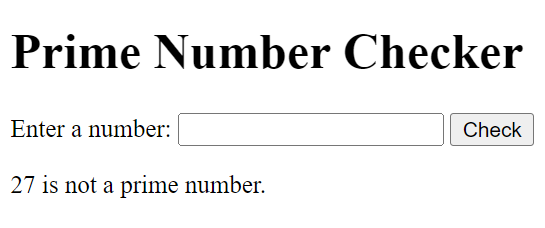 Prime Number Checker
Enter a number: Check
27 is not a prime number.